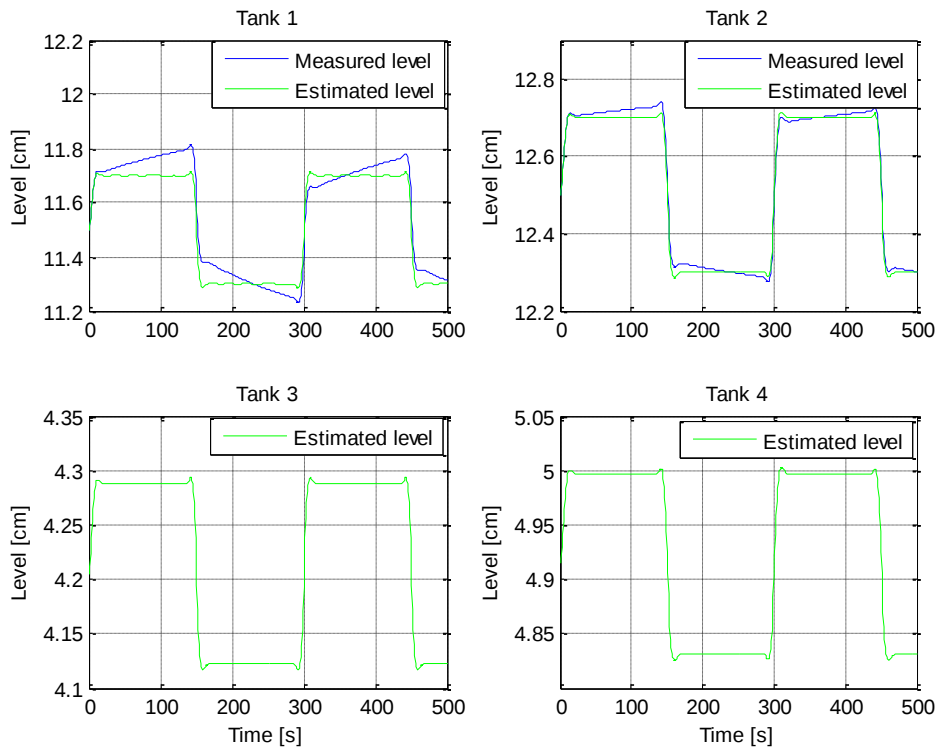 Tank 1
12.2
12
11.8
11.6
11.4
11.2
Level [cm]
0 100 200 300 400 500
Measured level
Estimated level
Tank 2
12.8
12.6
12.4
12.2
Level [cm]
0 100 200 300 400 500
Measured level
Estimated level
Tank 3
4.35
4.3
4.25
4.2
4.15
4.1
Level [cm]
0 100 200 300 400 500
Time [s]
Estimated level
Tank 4
5.05
5
4.95
4.9
4.85
Level [cm]
0 100 200 300 400 500
Time [s]
Estimated level